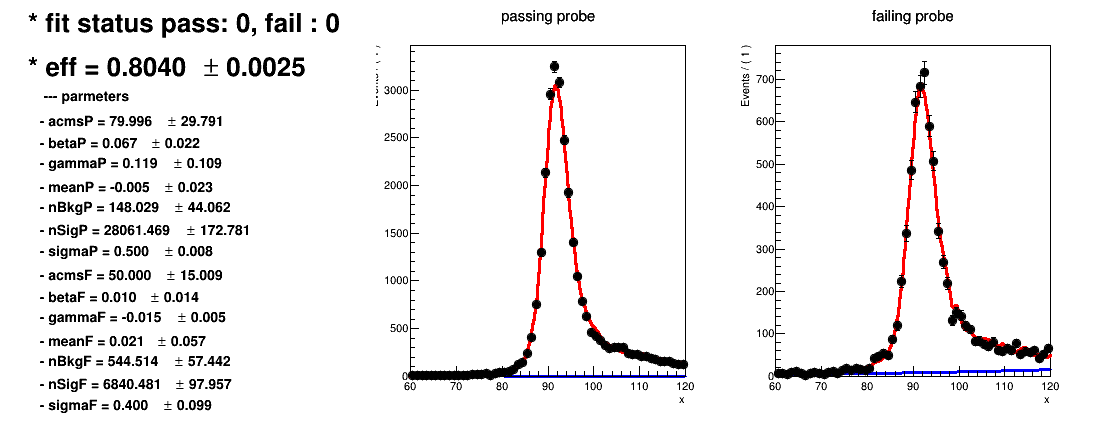 * fit status pass: 0, fail : 0
* eff = 0.8040 ± 0.0025
--- parmeters
- acmsP = 79.996 ± 29.791
- betaP = 0.067 ± 0.022
- gammaP = 0.119 ± 0.109
- meanP = -0.005 ± 0.023
- nBkgP = 148.029 ± 44.062
- nSigP = 28061.469 ± 172.781
- sigmaP = 0.500 ± 0.008
- acmsF = 50.000 ± 15.009
- betaF = 0.010 ± 0.014
- gammaF = -0.015 ± 0.005
- meanF = 0.021 ± 0.057
- nBkgF = 544.514 ± 57.442
- nSigF = 6840.481 ± 97.957
- sigmaF = 0.400 ± 0.099
passing probe
3000
2500
2000
1500
1000
500
0
60 70 80 90 100 110 120
x
failing probe
Events / ( 1 )
700
600
500
400
300
200
100
0
60 70 80 90 100 110 120
x